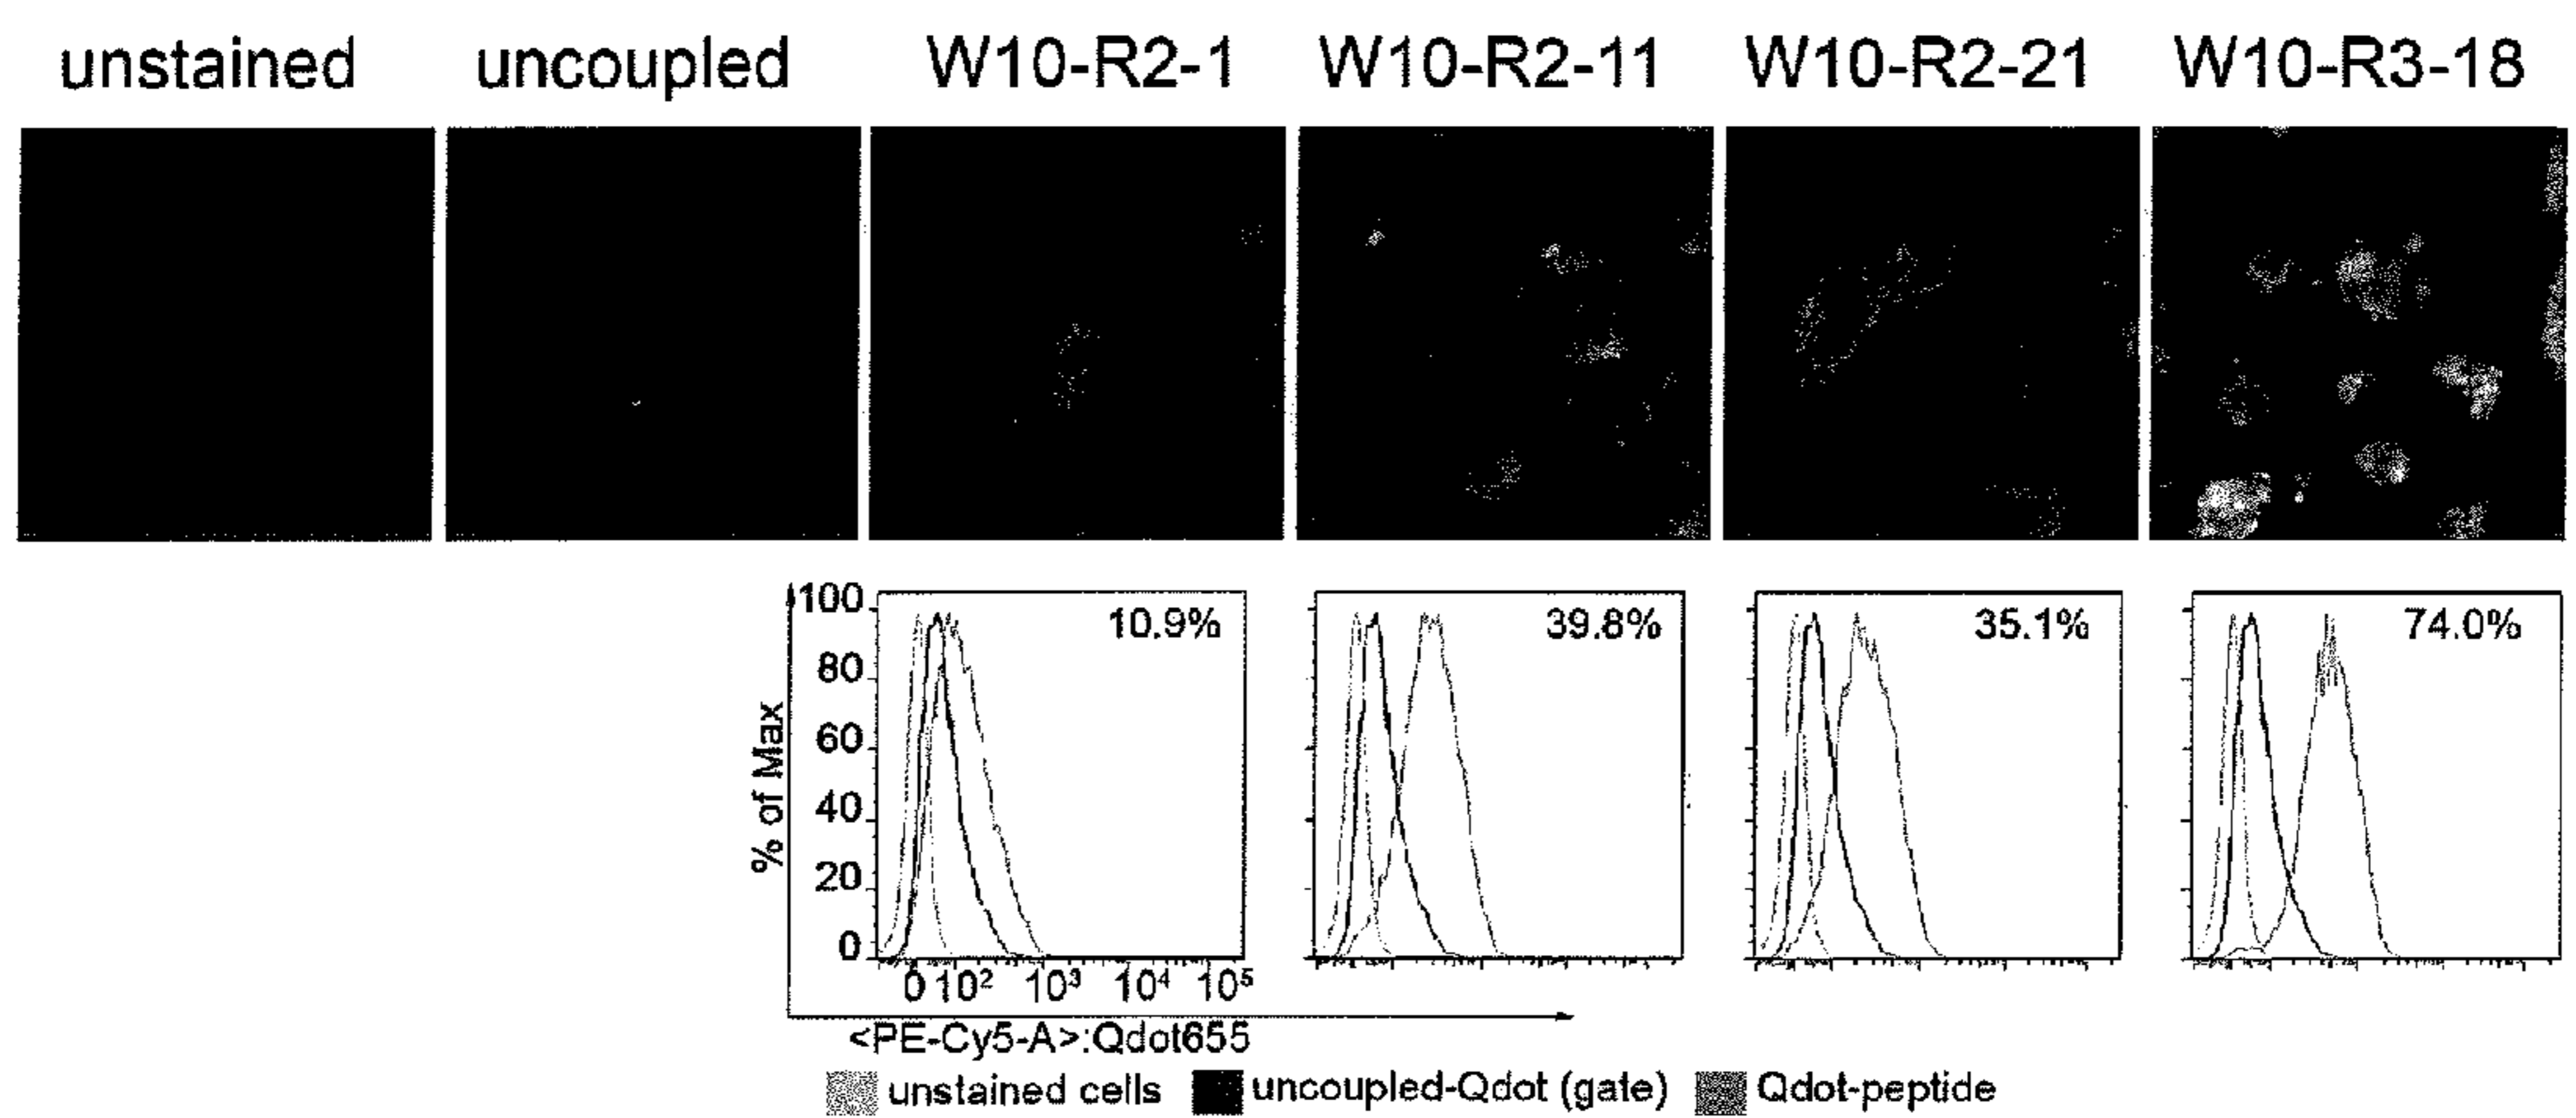 unstained uncoupled W10-R2-1 W10-R2-11 W10-R2-21 W10-R3-18
10.9% 39.8% 35.1% 74.0%
100
80
60
40
20
0
% of Max
0 10² 10³ 10⁴ 10⁵
<PE-Cy5-A>:Qdot655
unstained cells uncoupled-Qdot (gate) Qdot-peptide